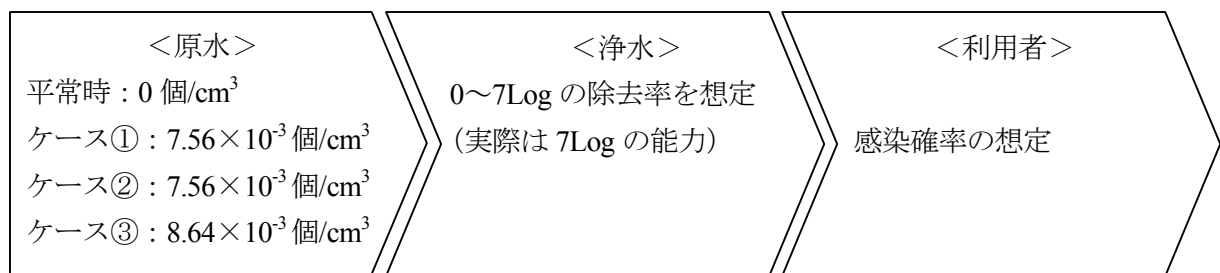 ＜原水＞
平常時：0 個/cm³
ケース①：7.56×10⁻³ 個/cm³
ケース②：7.56×10⁻³ 個/cm³
ケース③：8.64×10⁻³ 個/cm³
＜浄水＞
0～7Log の除去率を想定
（実際は 7Log の能力）
＜利用者＞
感染確率の想定